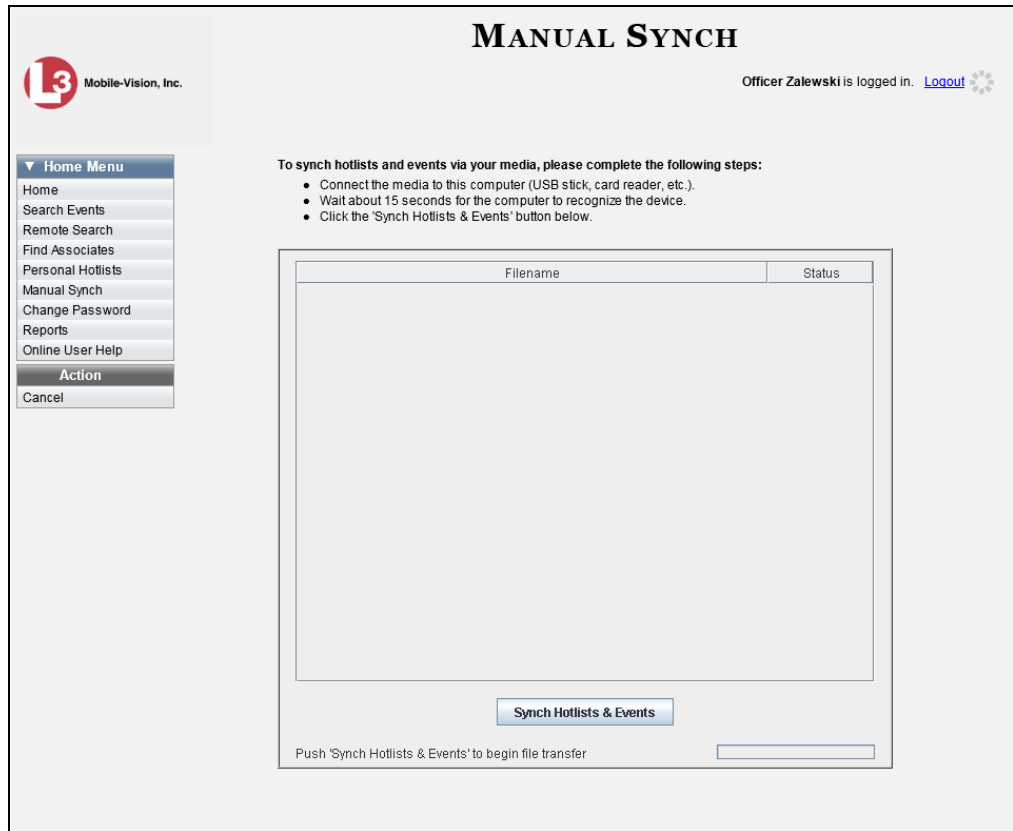 MANUAL SYNCH
L3 Mobile-Vision, Inc.
Officer Zalewski is logged in. Logout
▼ Home Menu
Home
Search Events
Remote Search
Find Associates
Personal Hotlists
Manual Synch
Change Password
Reports
Online User Help
Action
Cancel
To synch hotlists and events via your media, please complete the following steps:
• Connect the media to this computer (USB stick, card reader, etc.).
• Wait about 15 seconds for the computer to recognize the device.
• Click the 'Synch Hotlists & Events' button below.
Filename Status
Synch Hotlists & Events
Push 'Synch Hotlists & Events' to begin file transfer